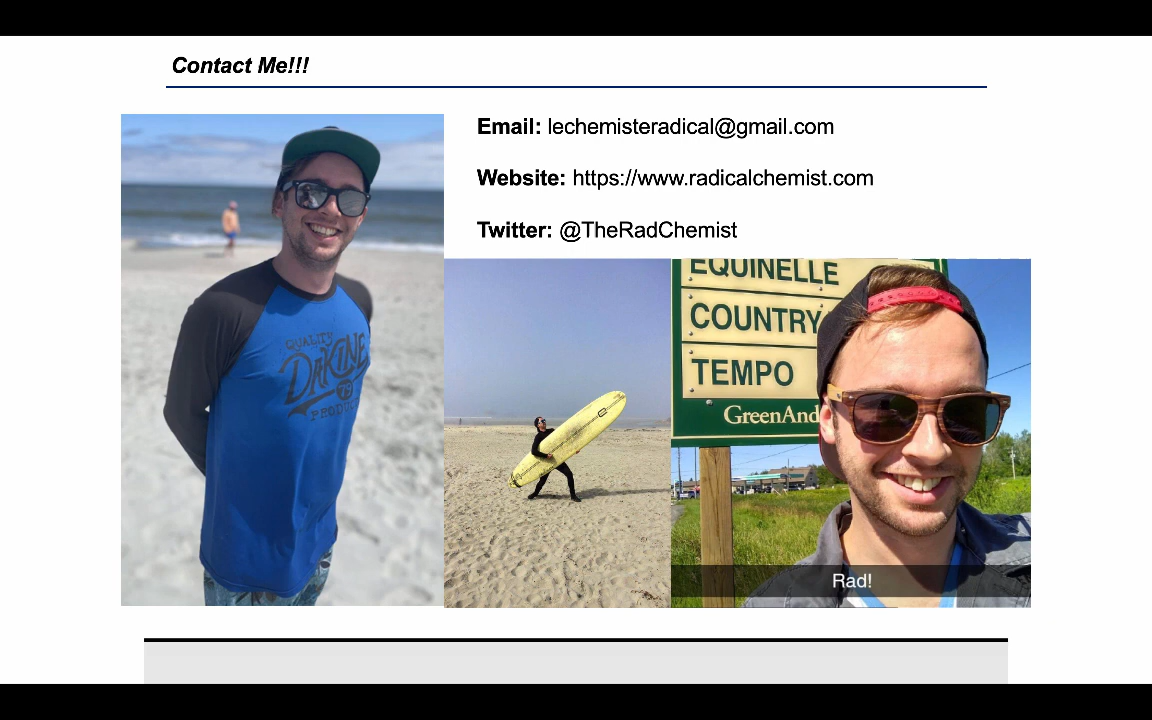 Contact Me!!!
Email: lechemisteradical@gmail.com
Website: https://www.radicalchemist.com
Twitter: @TheRadChemist
QUALITY
DAKINE
79
PRODUCT
EQUINELLE
COUNTRY
TEMPO
GreenAnd
Rad!